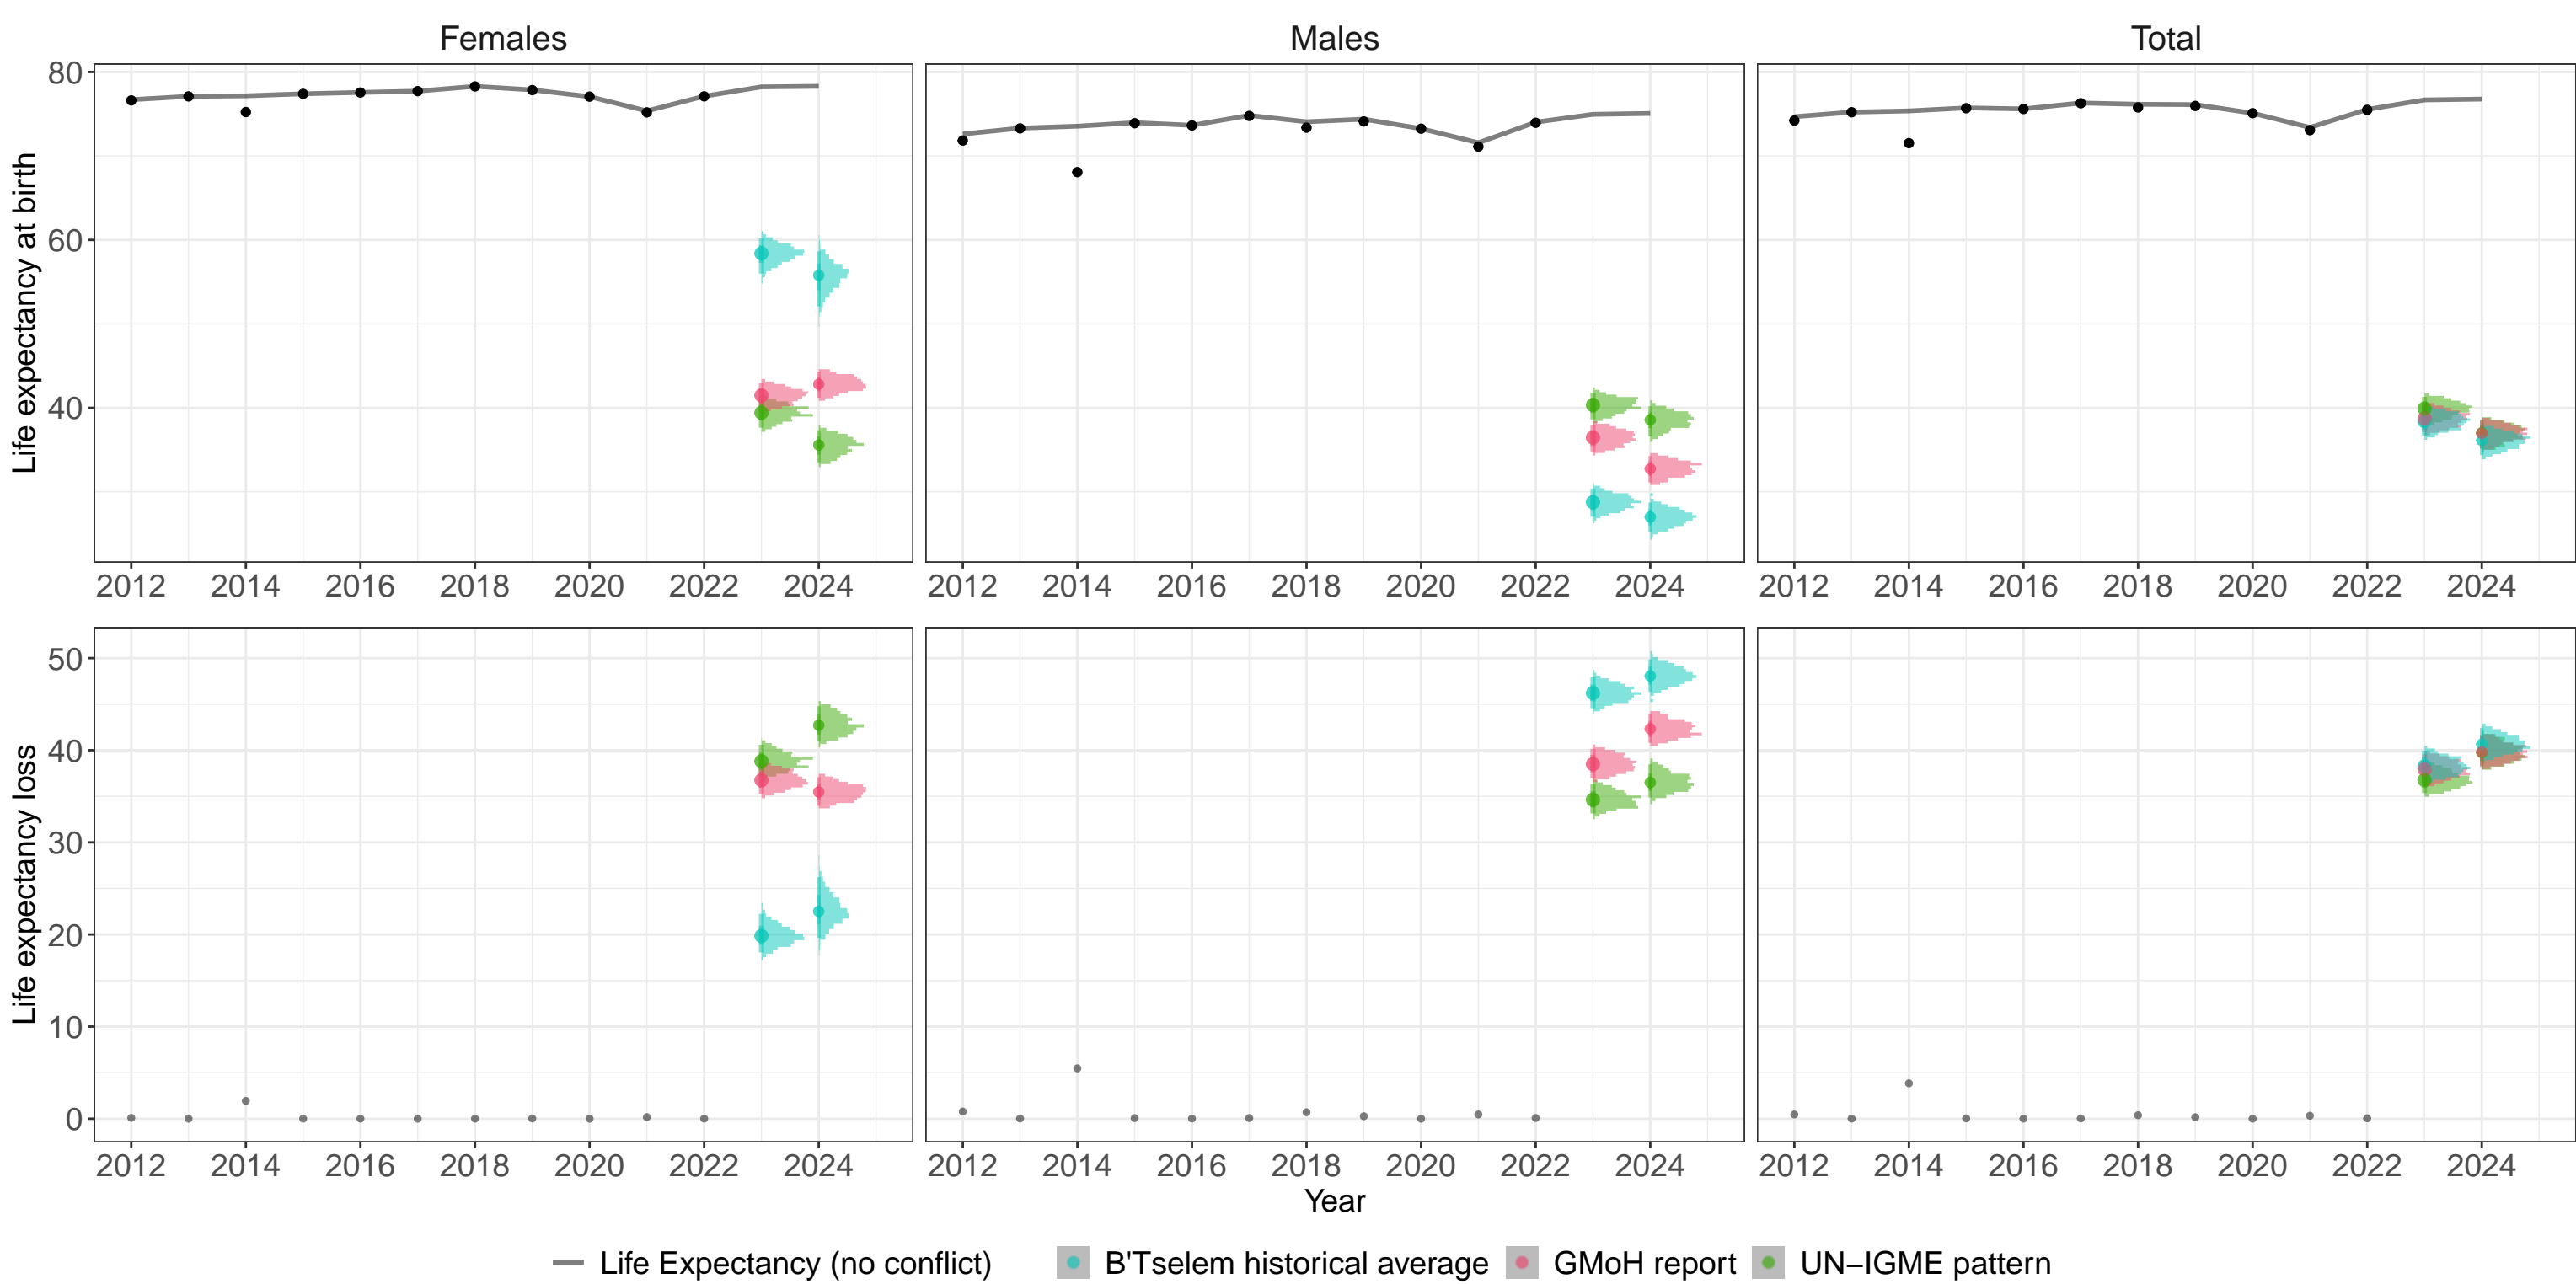 Females Males Total
Life expectancy at birth
80
60
40
2012 2014 2016 2018 2020 2022 2024 2012 2014 2016 2018 2020 2022 2024 2012 2014 2016 2018 2020 2022 2024
Life expectancy loss
50
40
30
20
10
0
2012 2014 2016 2018 2020 2022 2024 2012 2014 2016 2018 2020 2022 2024 2012 2014 2016 2018 2020 2022 2024
Year
Life Expectancy (no conflict) B'Tselem historical average GMoH report UN−IGME pattern